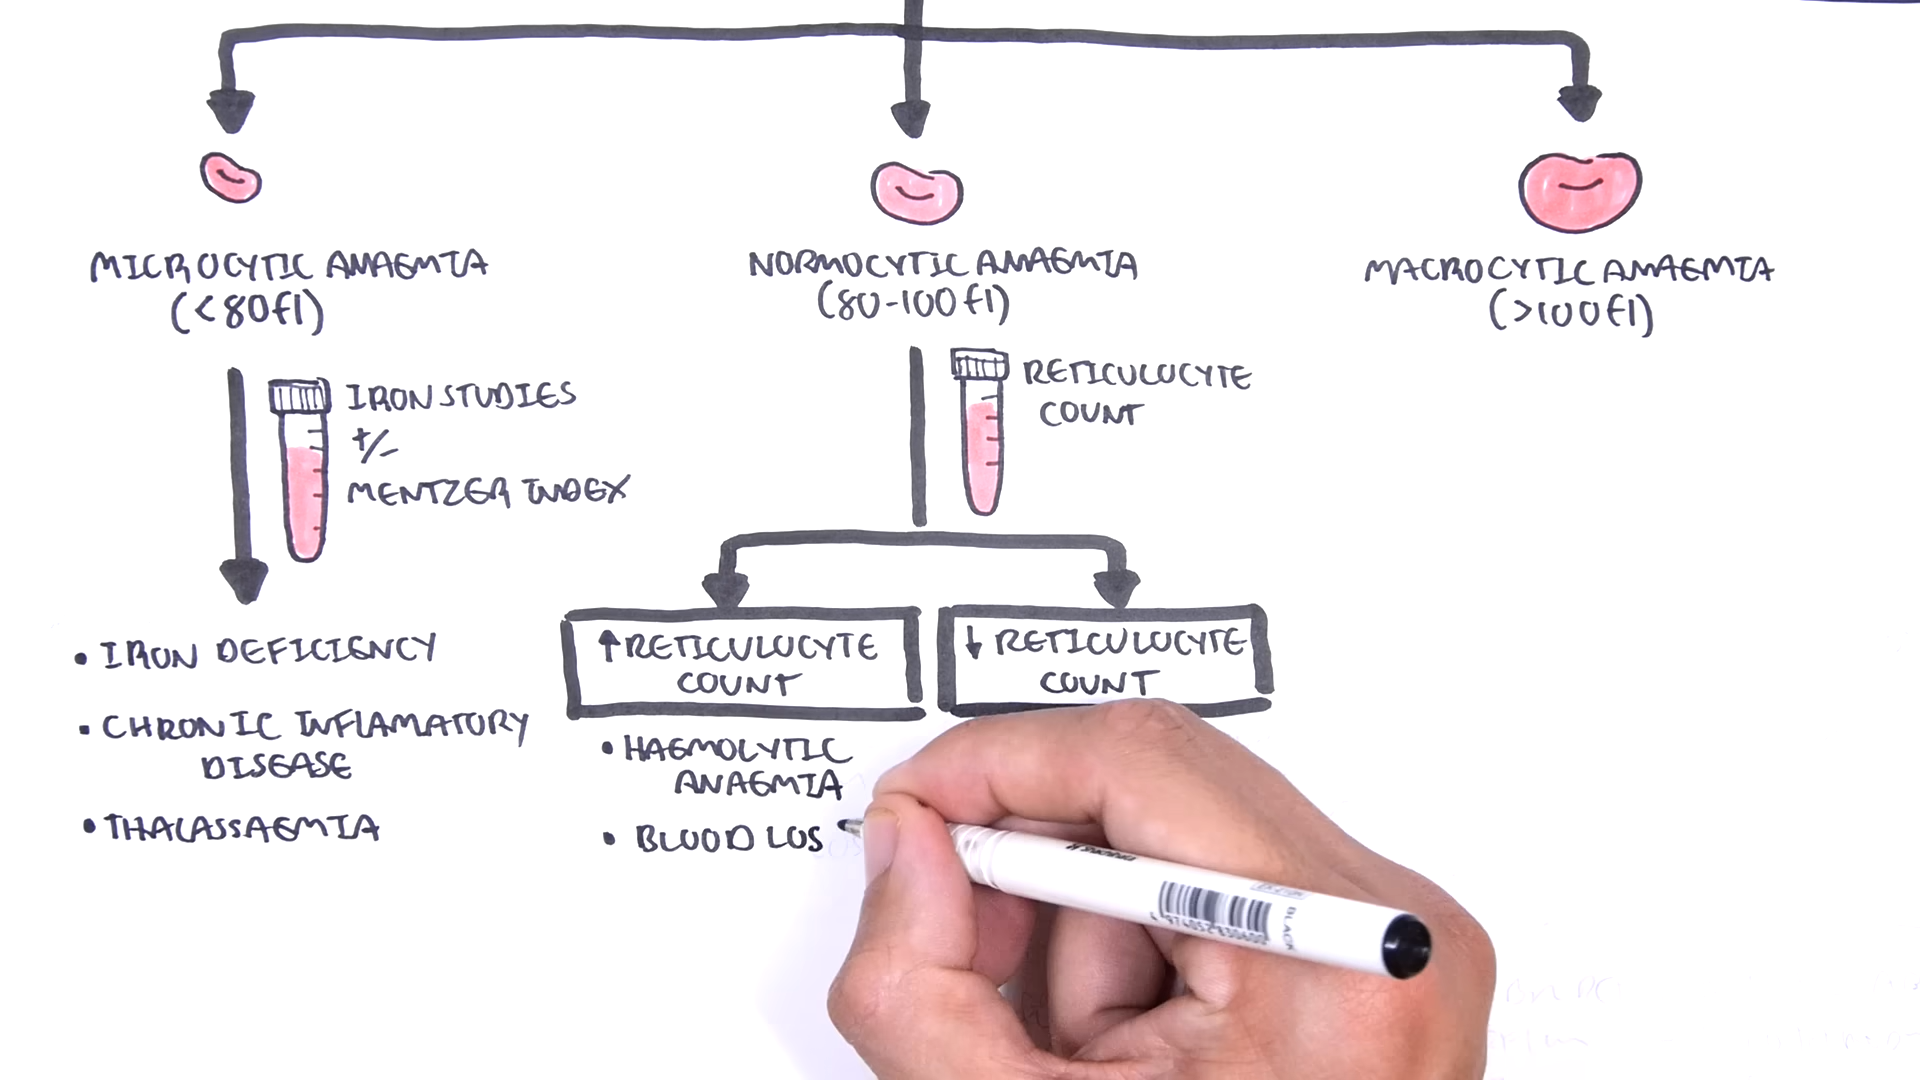 MICROCYTIC ANAEMIA
(<80fl)
NORMOCYTIC ANAEMIA
(80-100fl)
MACROCYTIC ANAEMIA
(>100fl)
IRON STUDIES
+/-
MENTZER INDEX
RETICULOCYTE
COUNT
• IRON DEFICIENCY
• CHRONIC INFLAMATORY
DISEASE
• THALASSAEMIA
↑ RETICULOCYTE
COUNT
↓ RETICULOCYTE
COUNT
• HAEMOLYTIC
ANAEMIA
• BLOOD LOS
BLACK